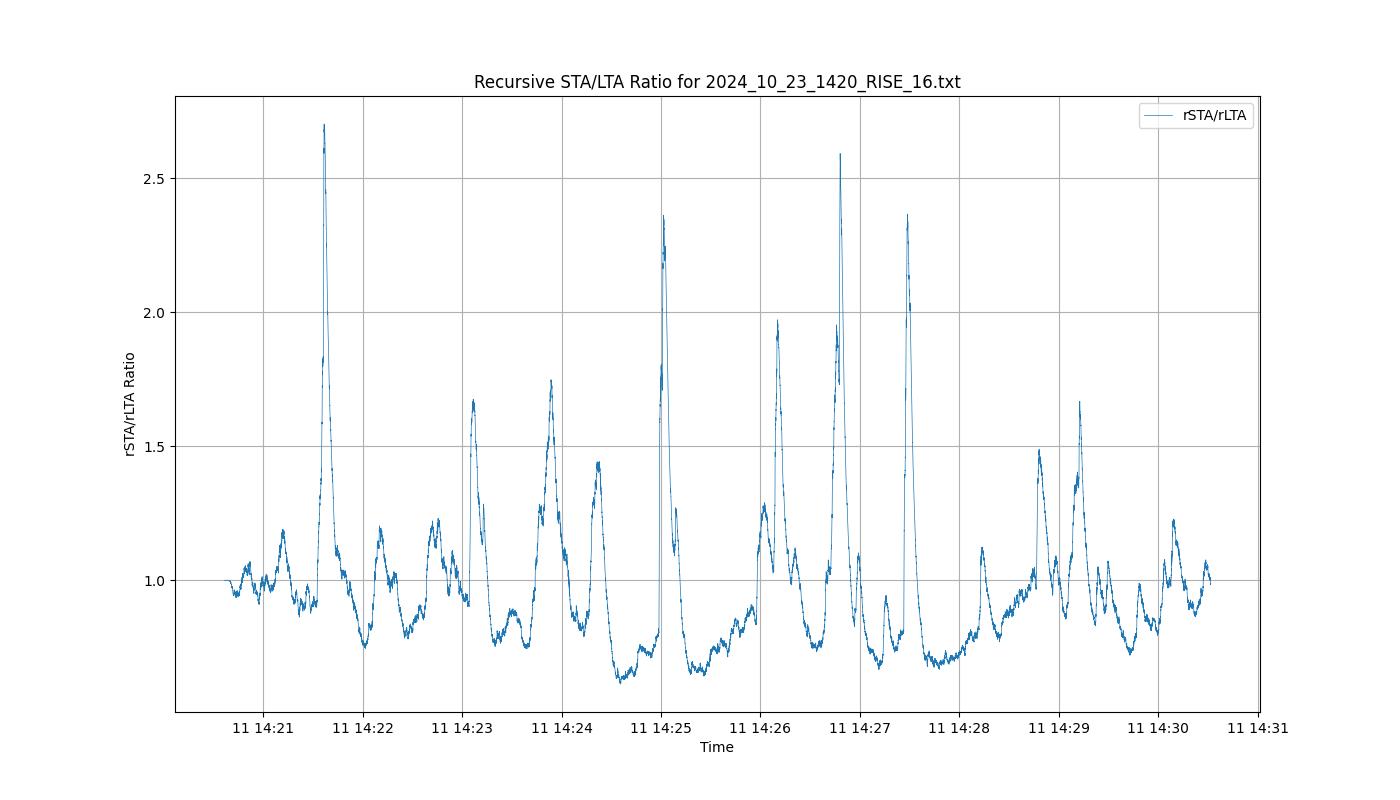 Recursive STA/LTA Ratio for 2024_10_23_1420_RISE_16.txt
rSTA/rLTA
rSTA/rLTA Ratio
2.5
2.0
1.5
1.0
11 14:21 11 14:22 11 14:23 11 14:24 11 14:25 11 14:26 11 14:27 11 14:28 11 14:29 11 14:30 11 14:31
Time